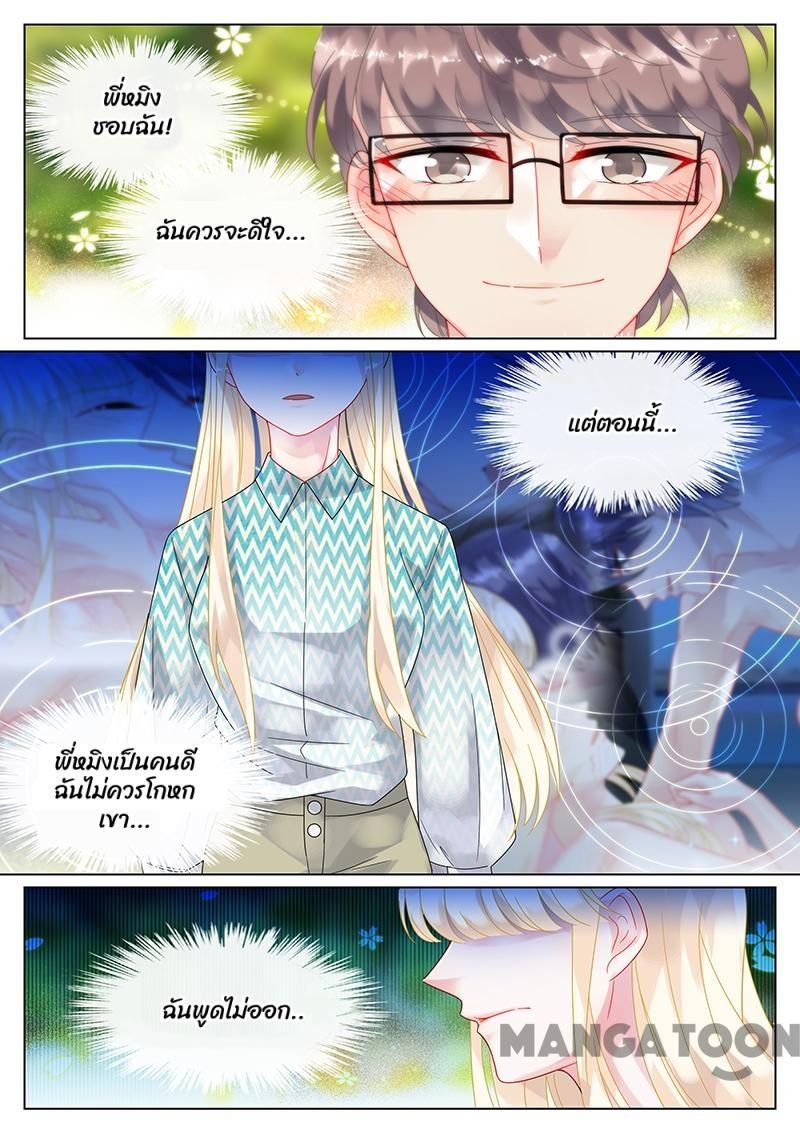 พี่หมิง
ชอบฉัน!
ฉันควรจะดีใจ...
แต่ตอนนี้...
พี่หมิงเป็นคนดี
ฉันไม่ควรโกหก
เขา...
ฉันพูดไม่ออก..
MANGATOON